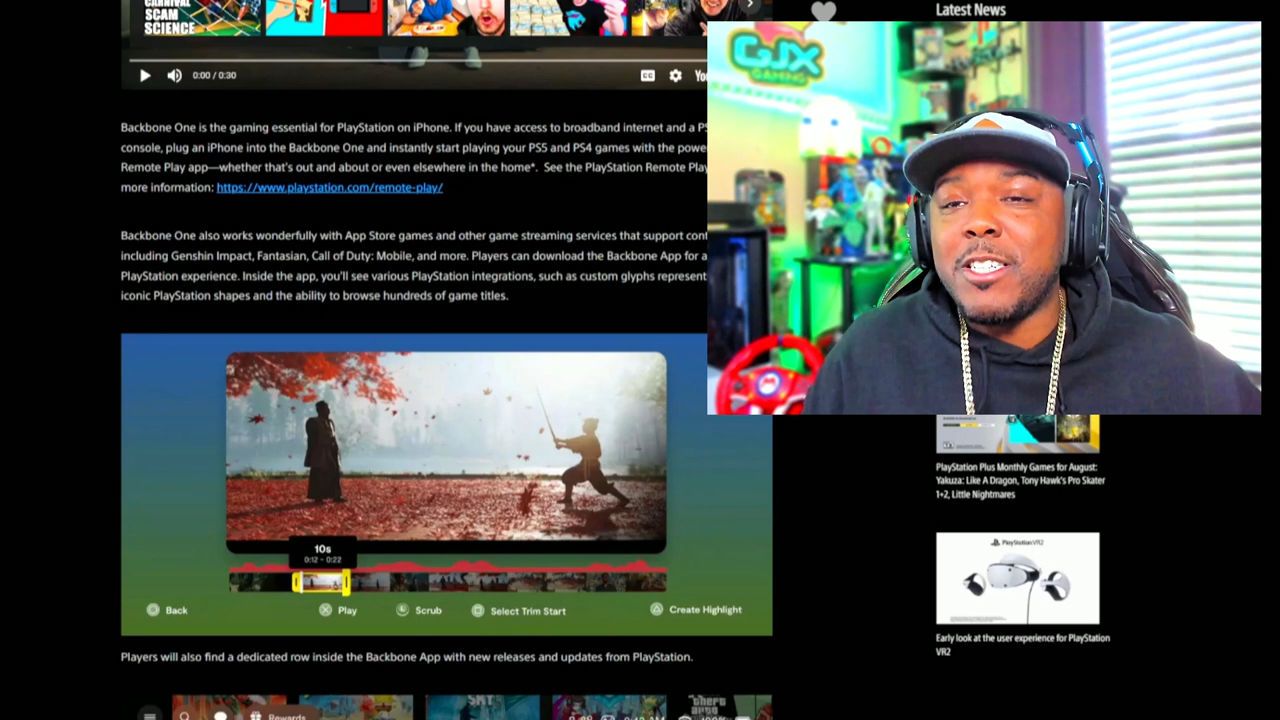 CARNIVAL
SCAM
SCIENCE
0:00 / 0:30
CC
Latest News
GJX
GAMING
Backbone One is the gaming essential for PlayStation on iPhone. If you have access to broadband internet and a
console, plug an iPhone into the Backbone One and instantly start playing your PS5 and PS4 games with the
Remote Play app—whether that's out and about or even elsewhere in the home*. See the PlayStation Remote
more information: https://www.playstation.com/remote-play/
Backbone One also works wonderfully with App Store games and other game streaming services that support
including Genshin Impact, Fantasian, Call of Duty: Mobile, and more. Players can download the Backbone App for a
PlayStation experience. Inside the app, you'll see various PlayStation integrations, such as custom glyphs
iconic PlayStation shapes and the ability to browse hundreds of game titles.
10s
0:12 – 0:22
Back
Play
Scrub
Select Trim Start
Create Highlight
Players will also find a dedicated row inside the Backbone App with new releases and updates from PlayStation.
Rewards
PlayStation Plus Monthly Games for August:
Yakuza: Like A Dragon, Tony Hawk's Pro Skater
1+2, Little Nightmares
PlayStation VR2
Early look at the user experience for PlayStation
VR2